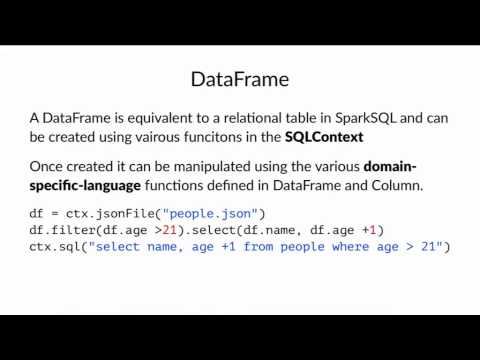 DataFrame
A DataFrame is equivalent to a relational table in SparkSQL and can
be created using vairous funcitons in the SQLContext
Once created it can be manipulated using the various domain-
specific-language functions defined in DataFrame and Column.
df = ctx.jsonFile("people.json")
df.filter(df.age >21).select(df.name, df.age +1)
ctx.sql("select name, age +1 from people where age > 21")